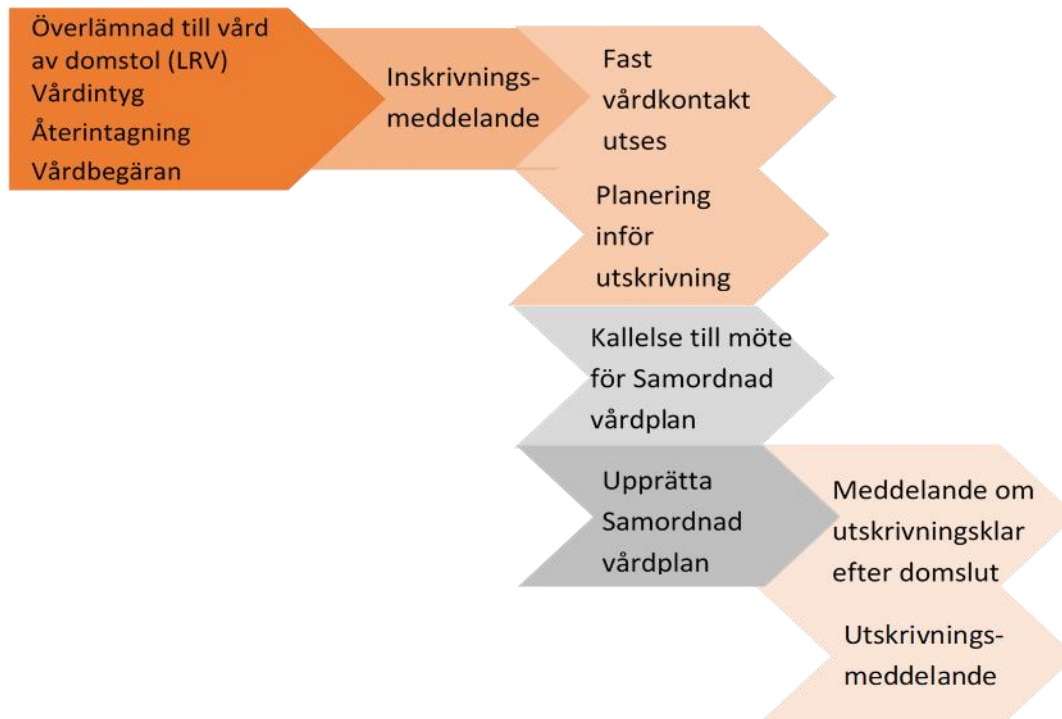 Överlämnad till vård
av domstol (LRV)
Vårdintyg
Återintagning
Vårdbegäran
Inskrivnings-
meddelande
Fast
vårdkontakt
utses
Planering
inför
utskrivning
Kallelse till möte
för Samordnad
vårdplan
Upprätta
Samordnad
vårdplan
Meddelande om
utskrivningsklar
efter domslut
Utskrivnings-
meddelande